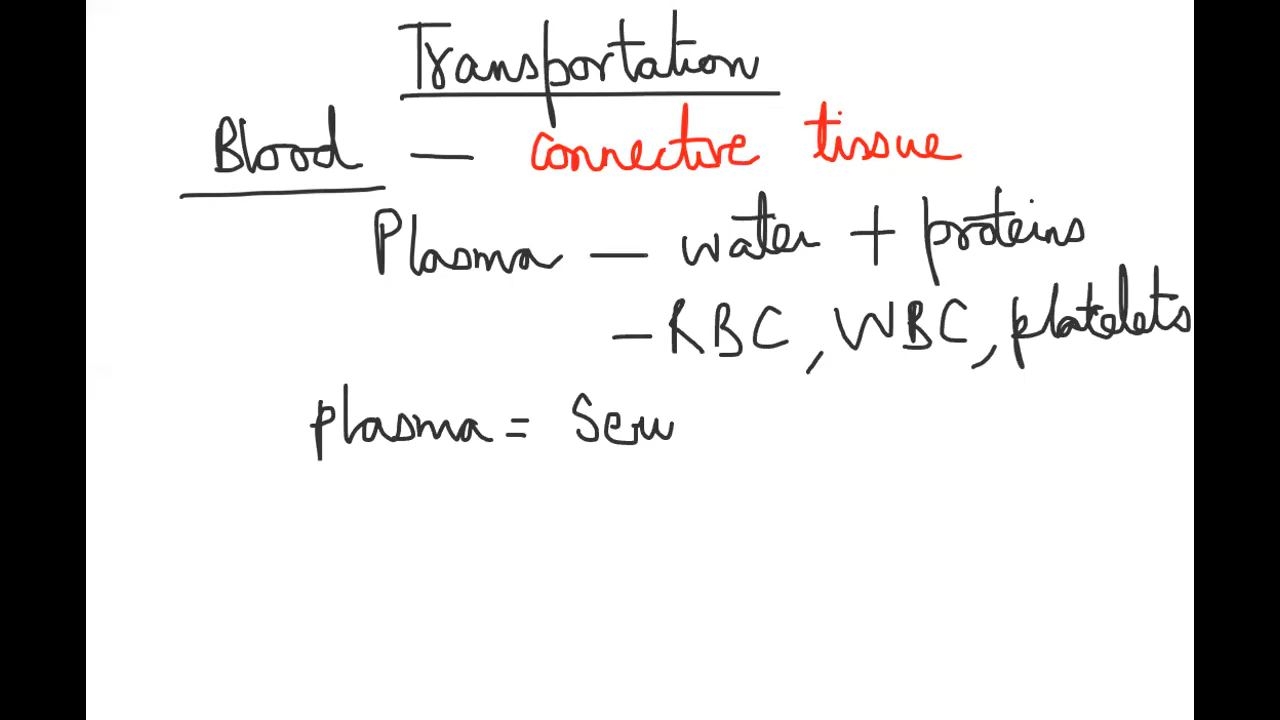 Transportation
Blood — connective tissue
Plasma — water + proteins
— RBC, WBC, platelets
plasma = Seru